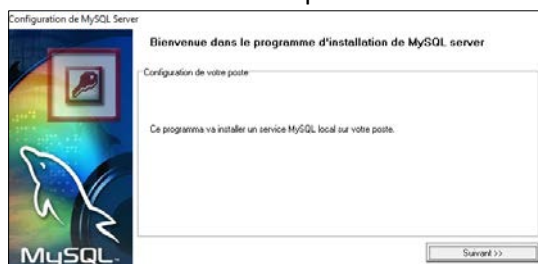 Configuration de MySQL Server
Bienvenue dans le programme d'installation de MySQL server
Configuration de votre poste
Ce programma va installer un service MySQL local sur votre poste.
MySQL
Suivant >>